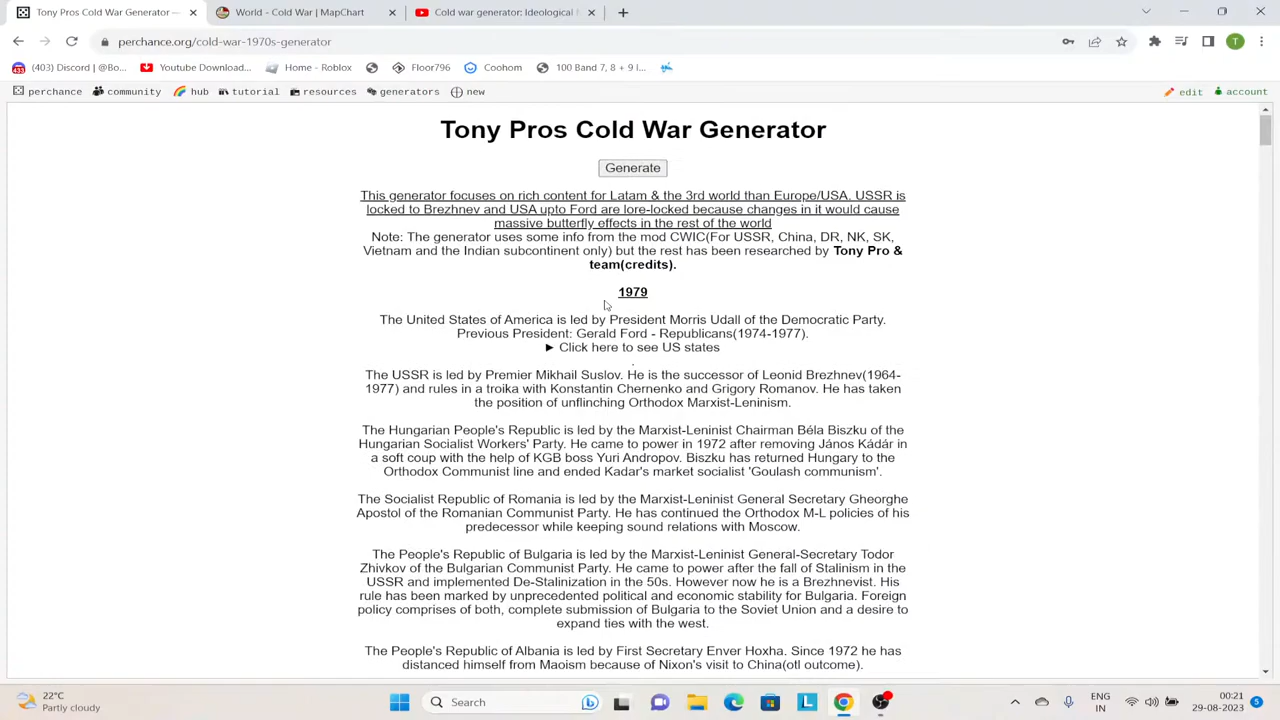 Tony Pros Cold War Generator —
World - Cold War | MapChart
Cold war generator: Ideological
perchance.org/cold-war-1970s-generator
T
(403) Discord | @Bo...
Youtube Download...
Home - Roblox
Floor796
Coohom
100 Band 7, 8 + 9 I...
perchance
community
hub
tutorial
resources
generators
new
edit
account
Tony Pros Cold War Generator
Generate
This generator focuses on rich content for Latam & the 3rd world than Europe/USA. USSR is
locked to Brezhnev and USA upto Ford are lore-locked because changes in it would cause
massive butterfly effects in the rest of the world
Note: The generator uses some info from the mod CWIC(For USSR, China, DR, NK, SK,
Vietnam and the Indian subcontinent only) but the rest has been researched by Tony Pro &
team(credits).
1979
The United States of America is led by President Morris Udall of the Democratic Party.
Previous President: Gerald Ford - Republicans(1974-1977).
► Click here to see US states
.
The USSR is led by Premier Mikhail Suslov. He is the successor of Leonid Brezhnev(1964-
1977) and rules in a troika with Konstantin Chernenko and Grigory Romanov. He has taken
the position of unflinching Orthodox Marxist-Leninism.
The Hungarian People's Republic is led by the Marxist-Leninist Chairman Béla Biszku of the
Hungarian Socialist Workers' Party. He came to power in 1972 after removing János Kádár in
a soft coup with the help of KGB boss Yuri Andropov. Biszku has returned Hungary to the
Orthodox Communist line and ended Kadar's market socialist 'Goulash communism'.
The Socialist Republic of Romania is led by the Marxist-Leninist General Secretary Gheorghe
Apostol of the Romanian Communist Party. He has continued the Orthodox M-L policies of his
predecessor while keeping sound relations with Moscow.
The People's Republic of Bulgaria is led by the Marxist-Leninist General-Secretary Todor
Zhivkov of the Bulgarian Communist Party. He came to power after the fall of Stalinism in the
USSR and implemented De-Stalinization in the 50s. However now he is a Brezhnevist. His
rule has been marked by unprecedented political and economic stability for Bulgaria. Foreign
policy comprises of both, complete submission of Bulgaria to the Soviet Union and a desire to
expand ties with the west.
The People's Republic of Albania is led by First Secretary Enver Hoxha. Since 1972 he has
distanced himself from Maoism because of Nixon's visit to China(otl outcome).
22°C
Partly cloudy
Search
L
ENG
IN
00:21
29-08-2023
5